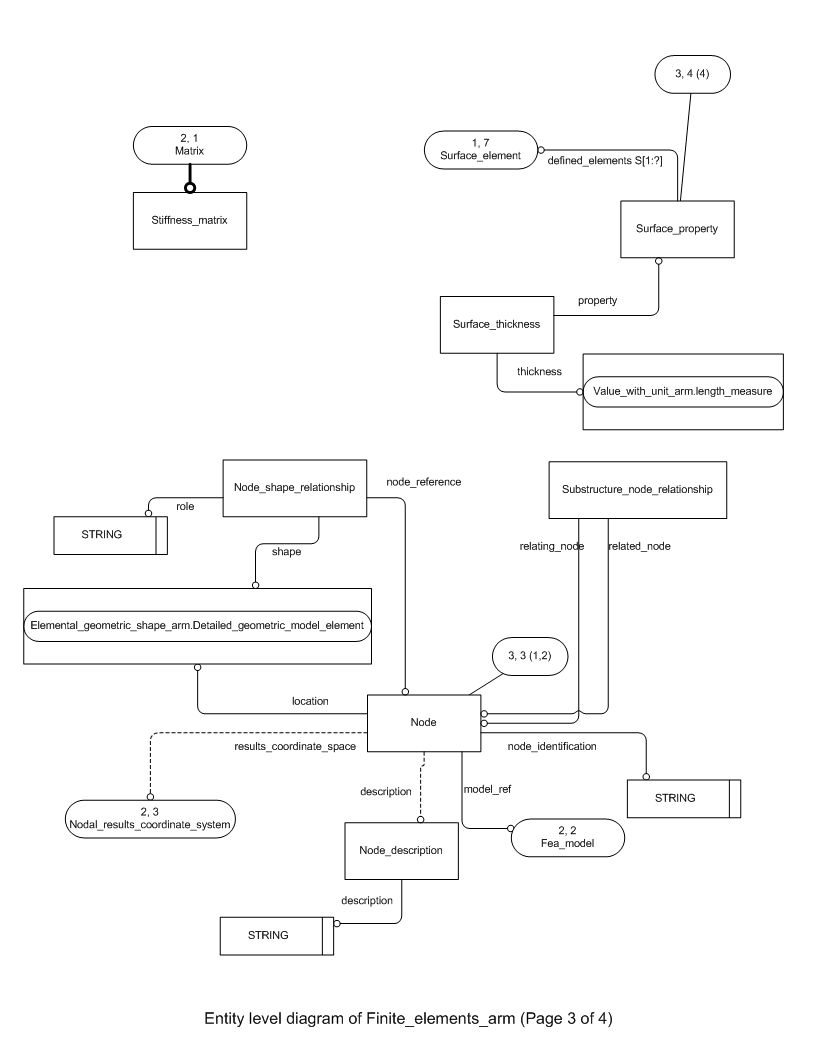 3, 4 (4)
2, 1
Matrix
1, 7
Surface_element
defined_elements S[1:?]
Stiffness_matrix
Surface_property
property
Surface_thickness
thickness
Value_with_unit_arm.length_measure
Node_shape_relationship
node_reference
Substructure_node_relationship
role
STRING
shape
relating_node
related_node
Elemental_geometric_shape_arm.Detailed_geometric_model_element
3, 3 (1,2)
location
Node
results_coordinate_space
node_identification
description
model_ref
STRING
2, 3
Nodal_results_coordinate_system
2, 2
Fea_model
Node_description
description
STRING
Entity level diagram of Finite_elements_arm (Page 3 of 4)